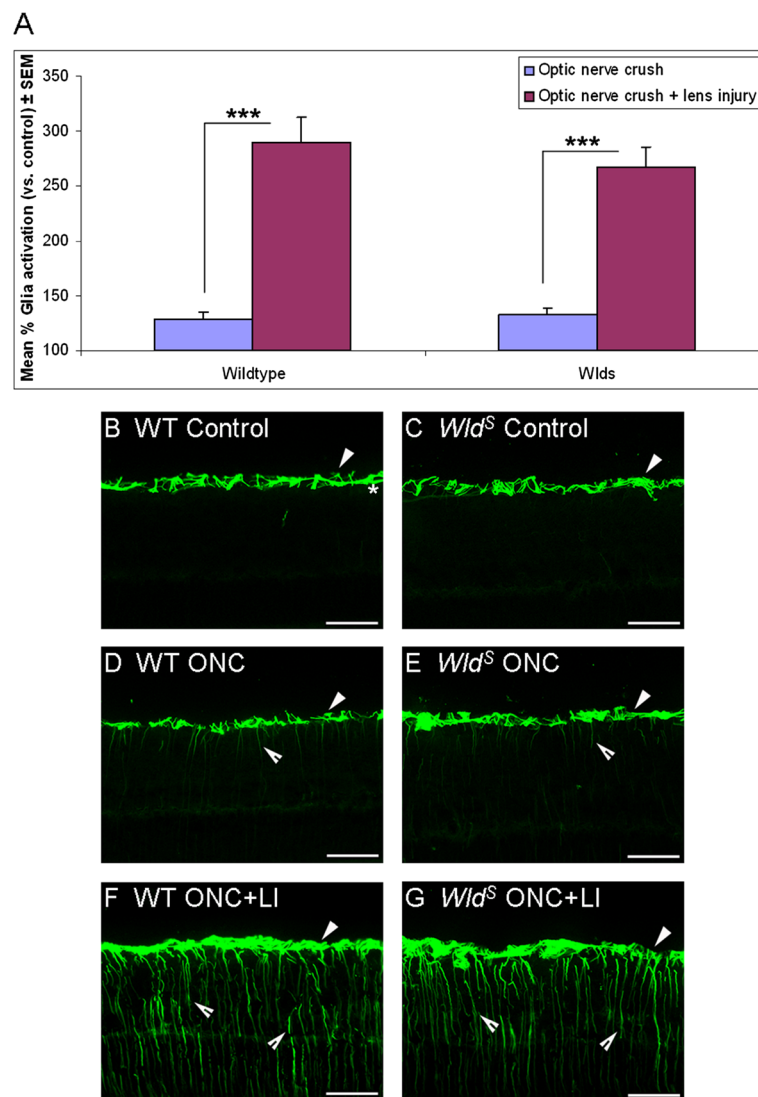 A
Mean % Glia activation (vs. control) ± SEM
350
300
250
200
150
100
***
***
Optic nerve crush
Optic nerve crush + lens injury
Wildtype
Wlds
B WT Control
*
C Wldˢ Control
D WT ONC
E Wldˢ ONC
F WT ONC+LI
G Wldˢ ONC+LI